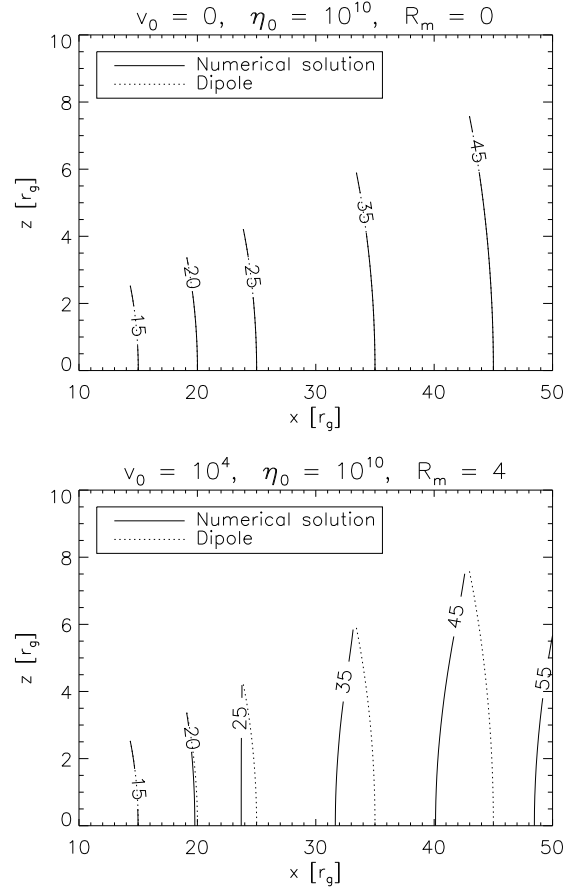 v₀ = 0, η₀ = 10¹⁰, R_m = 0
10
Numerical solution
Dipole
8
6
4
2
0
z [r_g]
15
20
25
35
45
10 20 30 40 50
x [r_g]
v₀ = 10⁴, η₀ = 10¹⁰, R_m = 4
10
Numerical solution
Dipole
8
6
4
2
0
z [r_g]
15
20
25
35
45
55
10 20 30 40 50
x [r_g]